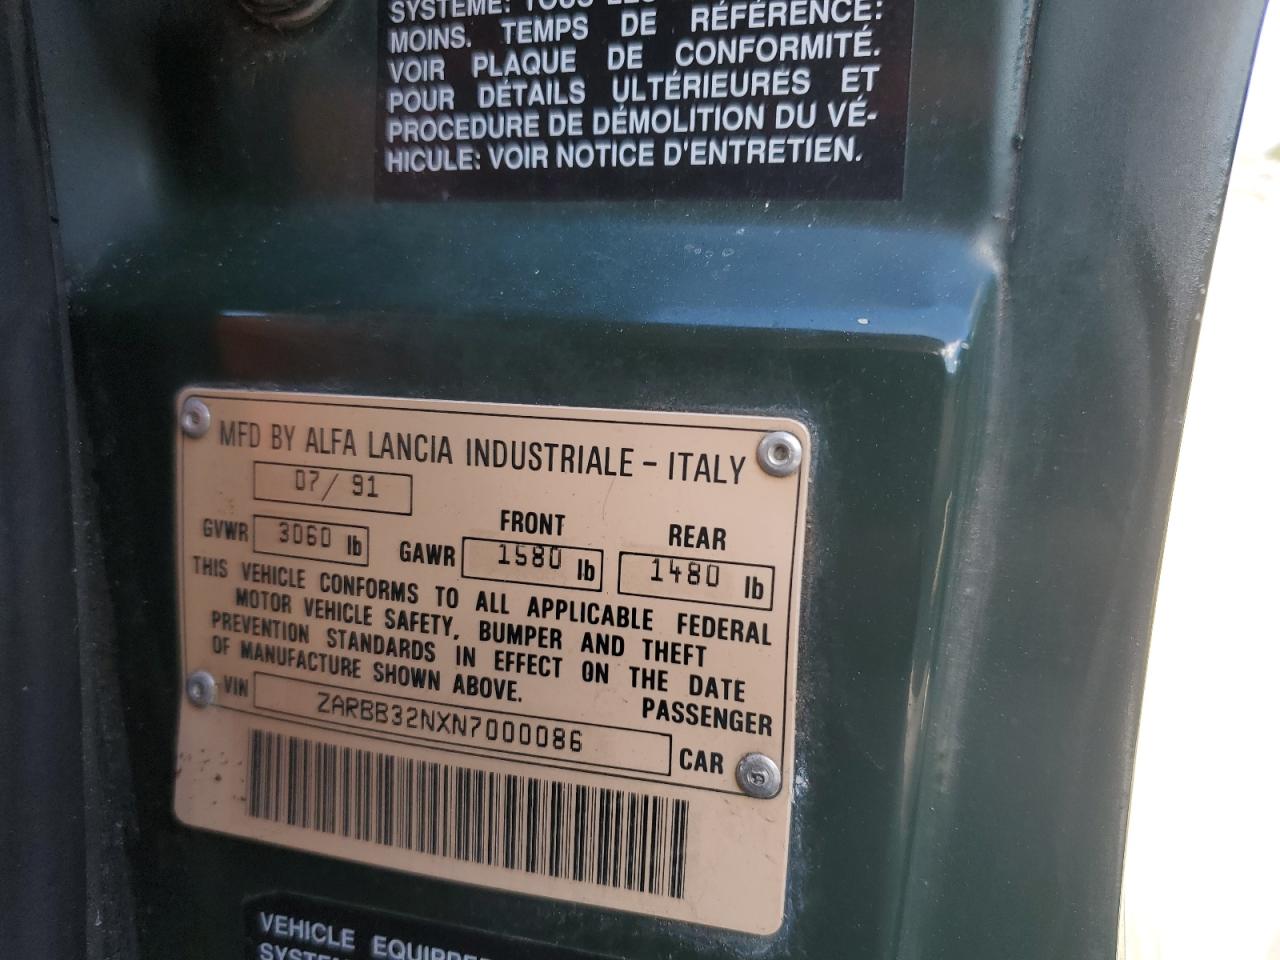 SYSTÈME: TOUS LES
MOINS. TEMPS DE RÉFÉRENCE:
VOIR PLAQUE DE CONFORMITÉ.
POUR DÉTAILS ULTÉRIEURES ET
PROCEDURE DE DÉMOLITION DU VÉ-
HICULE: VOIR NOTICE D'ENTRETIEN.
MFD BY ALFA LANCIA INDUSTRIALE - ITALY
07/ 91
FRONT REAR
GVWR 3060 lb GAWR 1580 lb 1480 lb
THIS VEHICLE CONFORMS TO ALL APPLICABLE FEDERAL
MOTOR VEHICLE SAFETY, BUMPER AND THEFT
PREVENTION STANDARDS IN EFFECT ON THE DATE
OF MANUFACTURE SHOWN ABOVE.
PASSENGER
VIN ZARBB32NXN7000086 CAR
VEHICLE